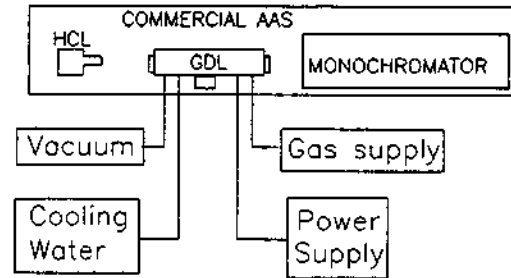 COMMERCIAL AAS
HCL
GDL
MONOCHROMATOR
Vacuum
Gas supply
Cooling
Water
Power
Supply